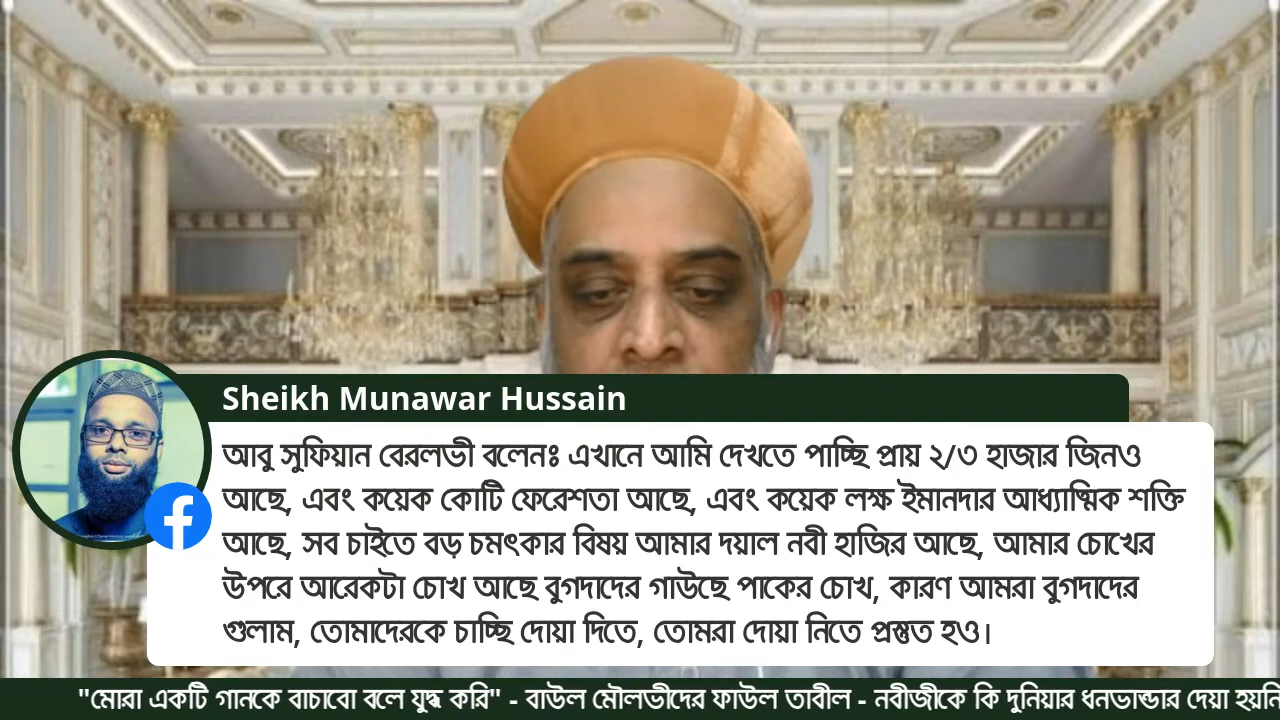 Sheikh Munawar Hussain
আবু সুফিয়ান বেরলভী বলেনঃ এখানে আমি দেখতে পাচ্ছি প্রায় ২/৩ হাজার জিনও
আছে, এবং কয়েক কোটি ফেরেশতা আছে, এবং কয়েক লক্ষ ইমানদার আধ্যাত্মিক শক্তি
আছে, সব চাইতে বড় চমৎকার বিষয় আমার দয়াল নবী হাজির আছে, আমার চোখের
উপরে আরেকটা চোখ আছে বুগদাদের গাউছে পাকের চোখ, কারণ আমরা বুগদাদের
গুলাম, তোমাদেরকে চাচ্ছি দোয়া দিতে, তোমরা দোয়া নিতে প্রস্তুত হও।
"মোরা একটি গানকে বাচাবো বলে যুদ্ধ করি" - বাউল মৌলভীদের ফাউল তাবীল - নবীজীকে কি দুনিয়ার ধনভান্ডার দেয়া হয়নি